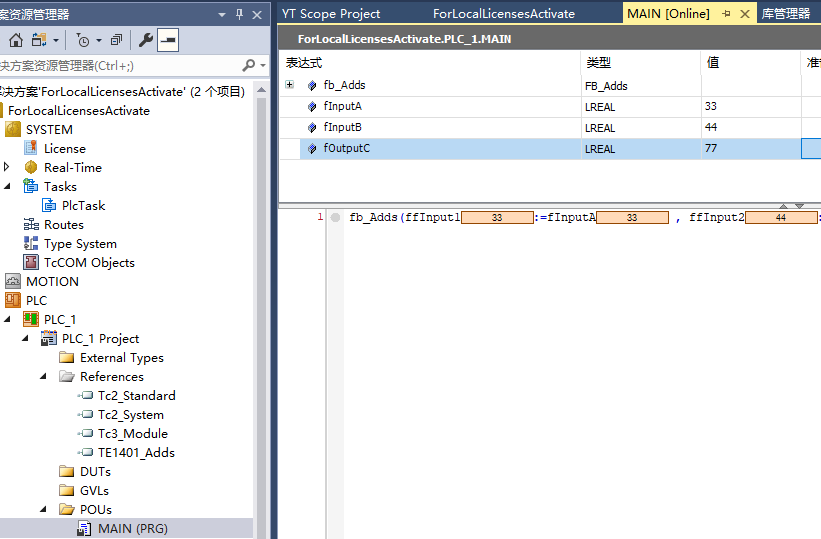 案资源管理器
决方案资源管理器(Ctrl+;)
决方案'ForLocalLicensesActivate' (2 个项目)
ForLocalLicensesActivate
SYSTEM
License
Real-Time
Tasks
PlcTask
Routes
Type System
TcCOM Objects
MOTION
PLC
PLC_1
PLC_1 Project
External Types
References
Tc2_Standard
Tc2_System
Tc3_Module
TE1401_Adds
DUTs
GVLs
POUs
MAIN (PRG)
YT Scope Project ForLocalLicensesActivate MAIN [Online] 库管理器
ForLocalLicensesActivate.PLC_1.MAIN
表达式 类型 值 准
fb_Adds FB_Adds
fInputA LREAL 33
fInputB LREAL 44
fOutputC LREAL 77
1 fb_Adds(ffInput1 33 :=fInputA 33 , ffInput2 44 :